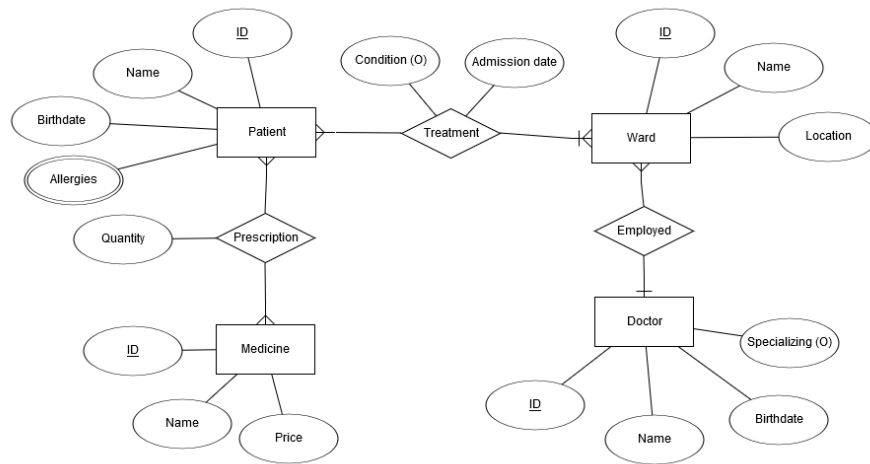 ID
ID
Condition (O)
Admission date
Name
Name
Birthdate
Patient
Treatment
Ward
Location
Allergies
Quantity
Prescription
Employed
Doctor
Specializing (O)
ID
Medicine
ID
Birthdate
Name
Price
Name